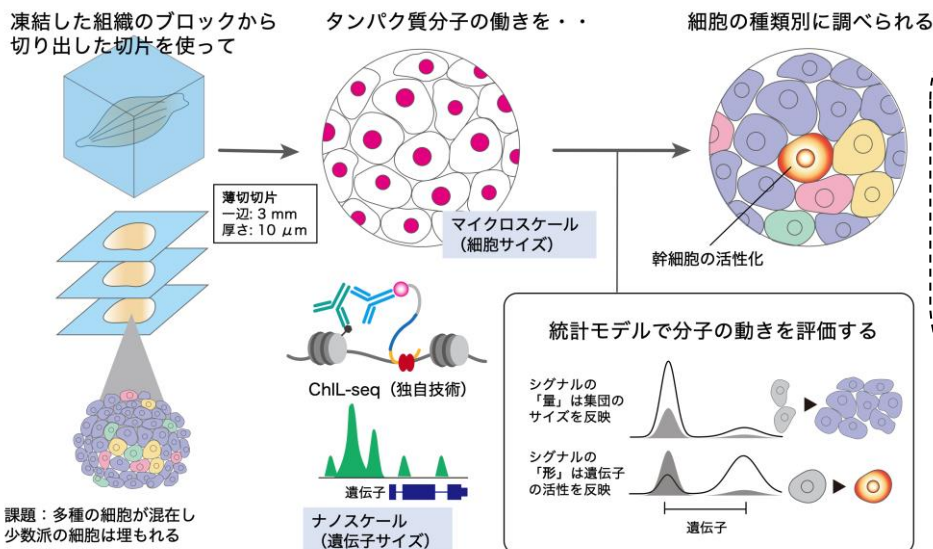 凍結した組織のブロックから
切り出した切片を使って
タンパク質分子の働きを・・
細胞の種類別に調べられる
薄切切片
一辺: 3 mm
厚さ: 10 μm
マイクロスケール
（細胞サイズ）
幹細胞の活性化
ChIL-seq（独自技術）
遺伝子
ナノスケール
（遺伝子サイズ）
課題：多種の細胞が混在し
少数派の細胞は埋もれる
統計モデルで分子の動きを評価する
シグナルの
「量」は集団の
サイズを反映
シグナルの
「形」は遺伝子
の活性を反映
遺伝子